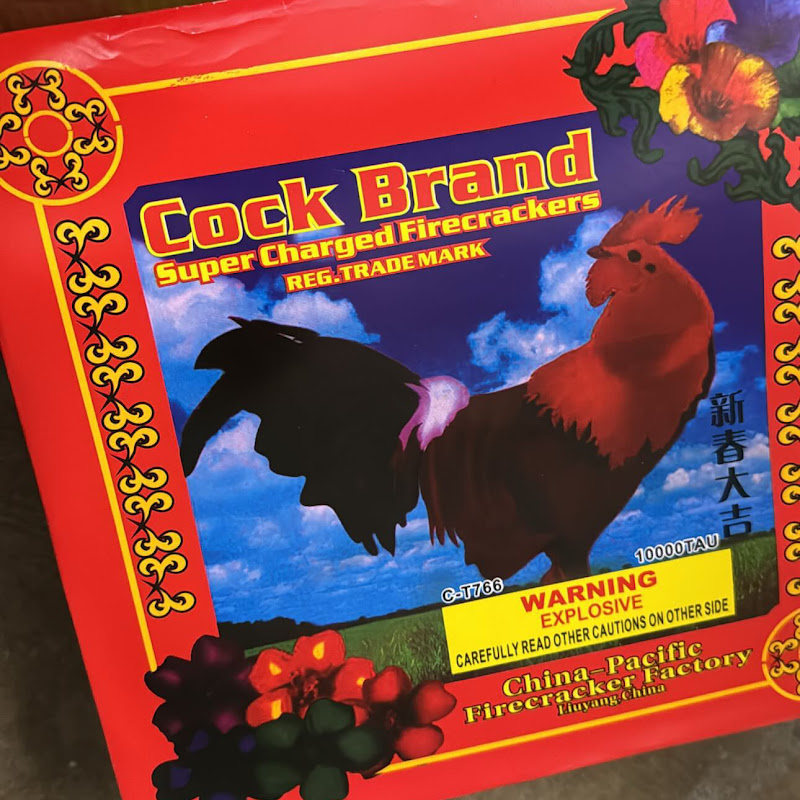 Cock Brand
Super Charged Firecrackers
REG. TRADE MARK
新春大吉
C-T766
10000TAU
WARNING
EXPLOSIVE
CAREFULLY READ OTHER CAUTIONS ON OTHER SIDE
China-Pacific
Firecracker Factory
Liuyang, China